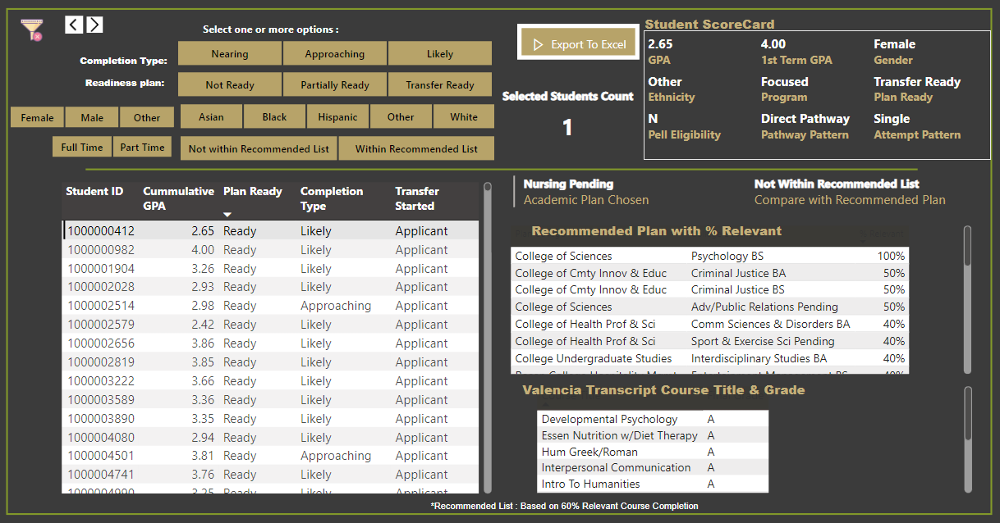 Select one or more options :
Completion Type:
Nearing
Approaching
Likely
Readiness plan:
Not Ready
Partially Ready
Transfer Ready
Female
Male
Other
Asian
Black
Hispanic
Other
White
Full Time
Part Time
Not within Recommended List
Within Recommended List
Export To Excel
Selected Students Count
1
Student ScoreCard
2.65 4.00 Female
GPA 1st Term GPA Gender
Other Focused Transfer Ready
Ethnicity Program Plan Ready
N Direct Pathway Single
Pell Eligibility Pathway Pattern Attempt Pattern
Student ID Cummulative Plan Ready Completion Transfer
GPA Type Started
1000000412 2.65 Ready Likely Applicant
1000000982 4.00 Ready Likely Applicant
1000001904 3.26 Ready Likely Applicant
1000002028 2.93 Ready Likely Applicant
1000002514 2.98 Ready Approaching Applicant
1000002579 2.42 Ready Likely Applicant
1000002656 3.86 Ready Likely Applicant
1000002819 3.85 Ready Likely Applicant
1000003222 3.66 Ready Likely Applicant
1000003589 3.36 Ready Likely Applicant
1000003890 3.35 Ready Likely Applicant
1000004080 2.94 Ready Likely Applicant
1000004501 3.81 Ready Approaching Applicant
1000004741 3.76 Ready Likely Applicant
1000004990 3.25 Ready Likely Applicant
Nursing Pending Not Within Recommended List
Academic Plan Chosen Compare with Recommended Plan
Recommended Plan with % Relevant
College of Sciences Psychology BS 100%
College of Cmty Innov & Educ Criminal Justice BA 50%
College of Cmty Innov & Educ Criminal Justice BS 50%
College of Sciences Adv/Public Relations Pending 50%
College of Health Prof & Sci Comm Sciences & Disorders BA 40%
College of Health Prof & Sci Sport & Exercise Sci Pending 40%
College Undergraduate Studies Interdisciplinary Studies BA 40%
College Hospitality Entertainment Management BS 40%
Valencia Transcript Course Title & Grade
Developmental Psychology A
Essen Nutrition w/Diet Therapy A
Hum Greek/Roman A
Interpersonal Communication A
Intro To Humanities A
*Recommended List : Based on 60% Relevant Course Completion